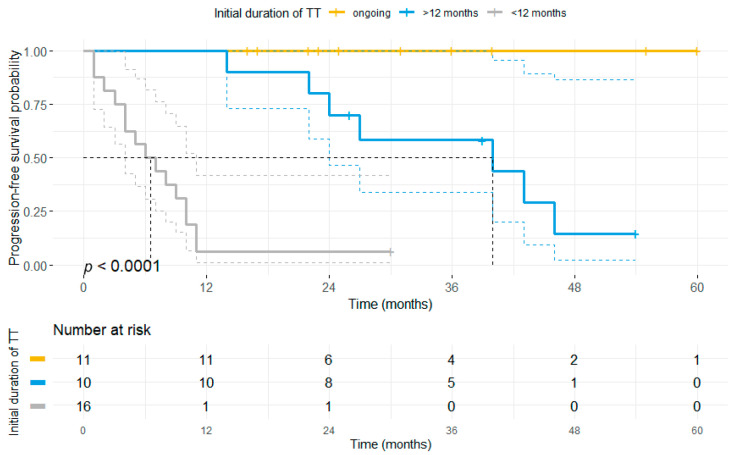 Initial duration of TT ongoing >12 months <12 months
Progression-free survival probability
1.00
0.75
0.50
0.25
0.00
p < 0.0001
0 12 24 36 48 60
Time (months)
Number at risk
Initial duration of TT
11 11 6 4 2 1
10 10 8 5 1 0
16 1 1 0 0 0
0 12 24 36 48 60
Time (months)